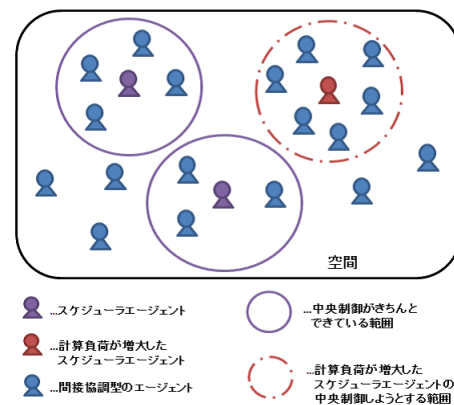 空間
…スケジューラエージェント
…計算負荷が増大した
スケジューラエージェント
…間接協調型のエージェント
…中央制御がきちんと
できている範囲
…計算負荷が増大した
スケジューラエージェントの
中央制御しようとする範囲